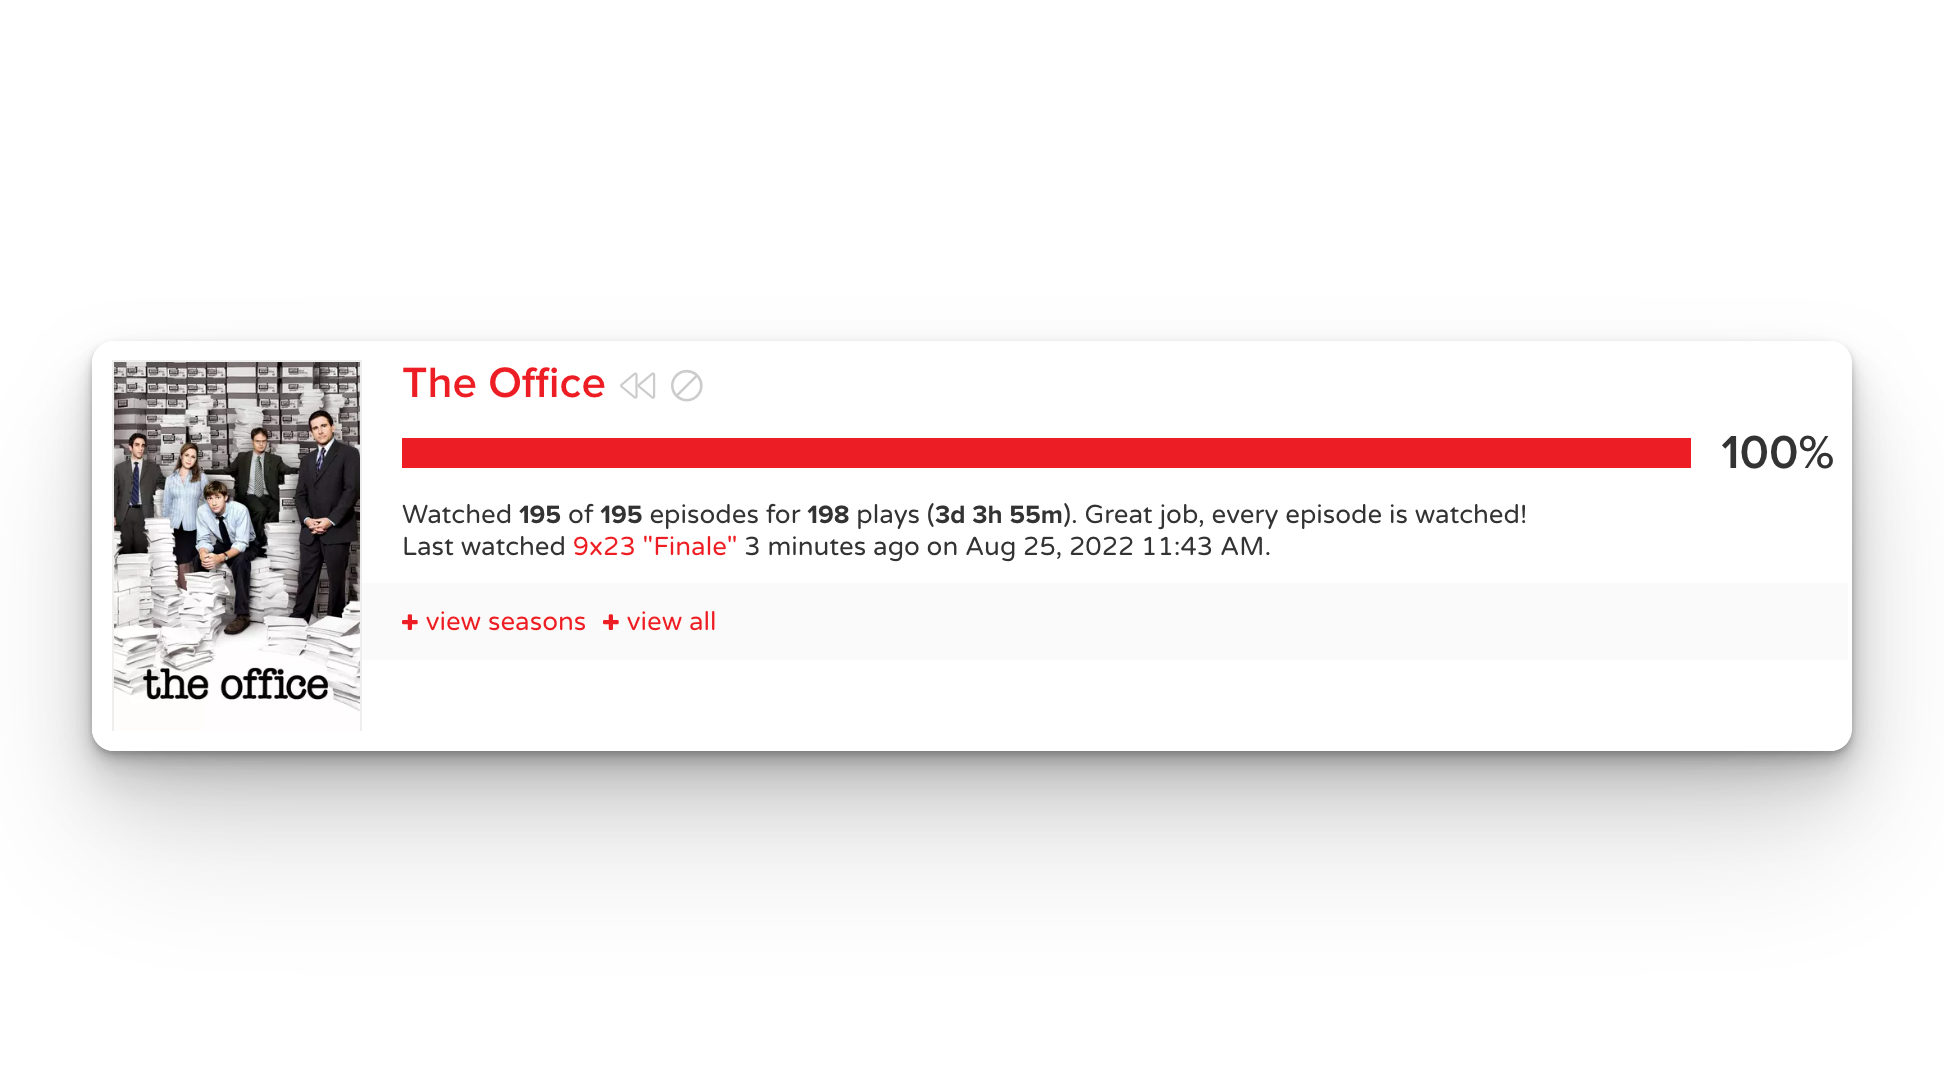 The Office
100%
Watched 195 of 195 episodes for 198 plays (3d 3h 55m). Great job, every episode is watched!
Last watched 9x23 "Finale" 3 minutes ago on Aug 25, 2022 11:43 AM.
+ view seasons + view all
the office